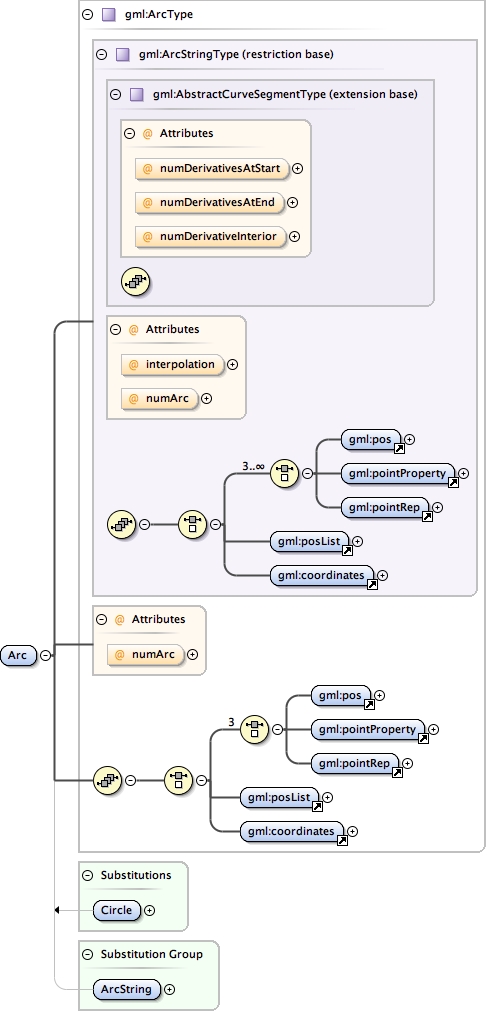 gml:ArcType
gml:ArcStringType (restriction base)
gml:AbstractCurveSegmentType (extension base)
@ Attributes
@ numDerivativesAtStart
@ numDerivativesAtEnd
@ numDerivativeInterior
@ Attributes
@ interpolation
@ numArc
gml:pos
3..∞
gml:pointProperty
gml:pointRep
gml:posList
gml:coordinates
@ Attributes
Arc
@ numArc
gml:pos
3
gml:pointProperty
gml:pointRep
gml:posList
gml:coordinates
Substitutions
Circle
Substitution Group
ArcString